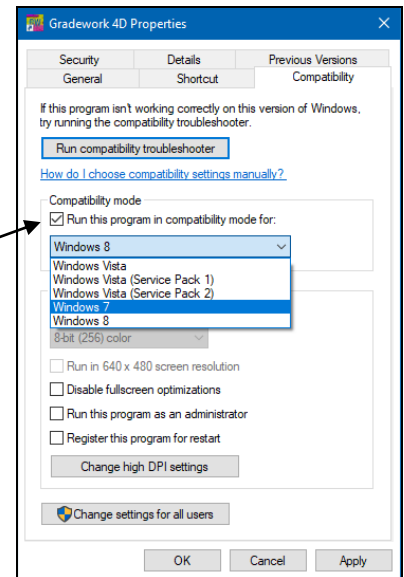 Gradework 4D Properties
Security Details Previous Versions
General Shortcut Compatibility
If this program isn't working correctly on this version of Windows,
try running the compatibility troubleshooter.
Run compatibility troubleshooter
How do I choose compatibility settings manually?
Compatibility mode
Run this program in compatibility mode for:
Windows 8
Windows Vista
Windows Vista (Service Pack 1)
Windows Vista (Service Pack 2)
Windows 7
Windows 8
8-bit (256) color
Run in 640 x 480 screen resolution
Disable fullscreen optimizations
Run this program as an administrator
Register this program for restart
Change high DPI settings
Change settings for all users
OK Cancel Apply